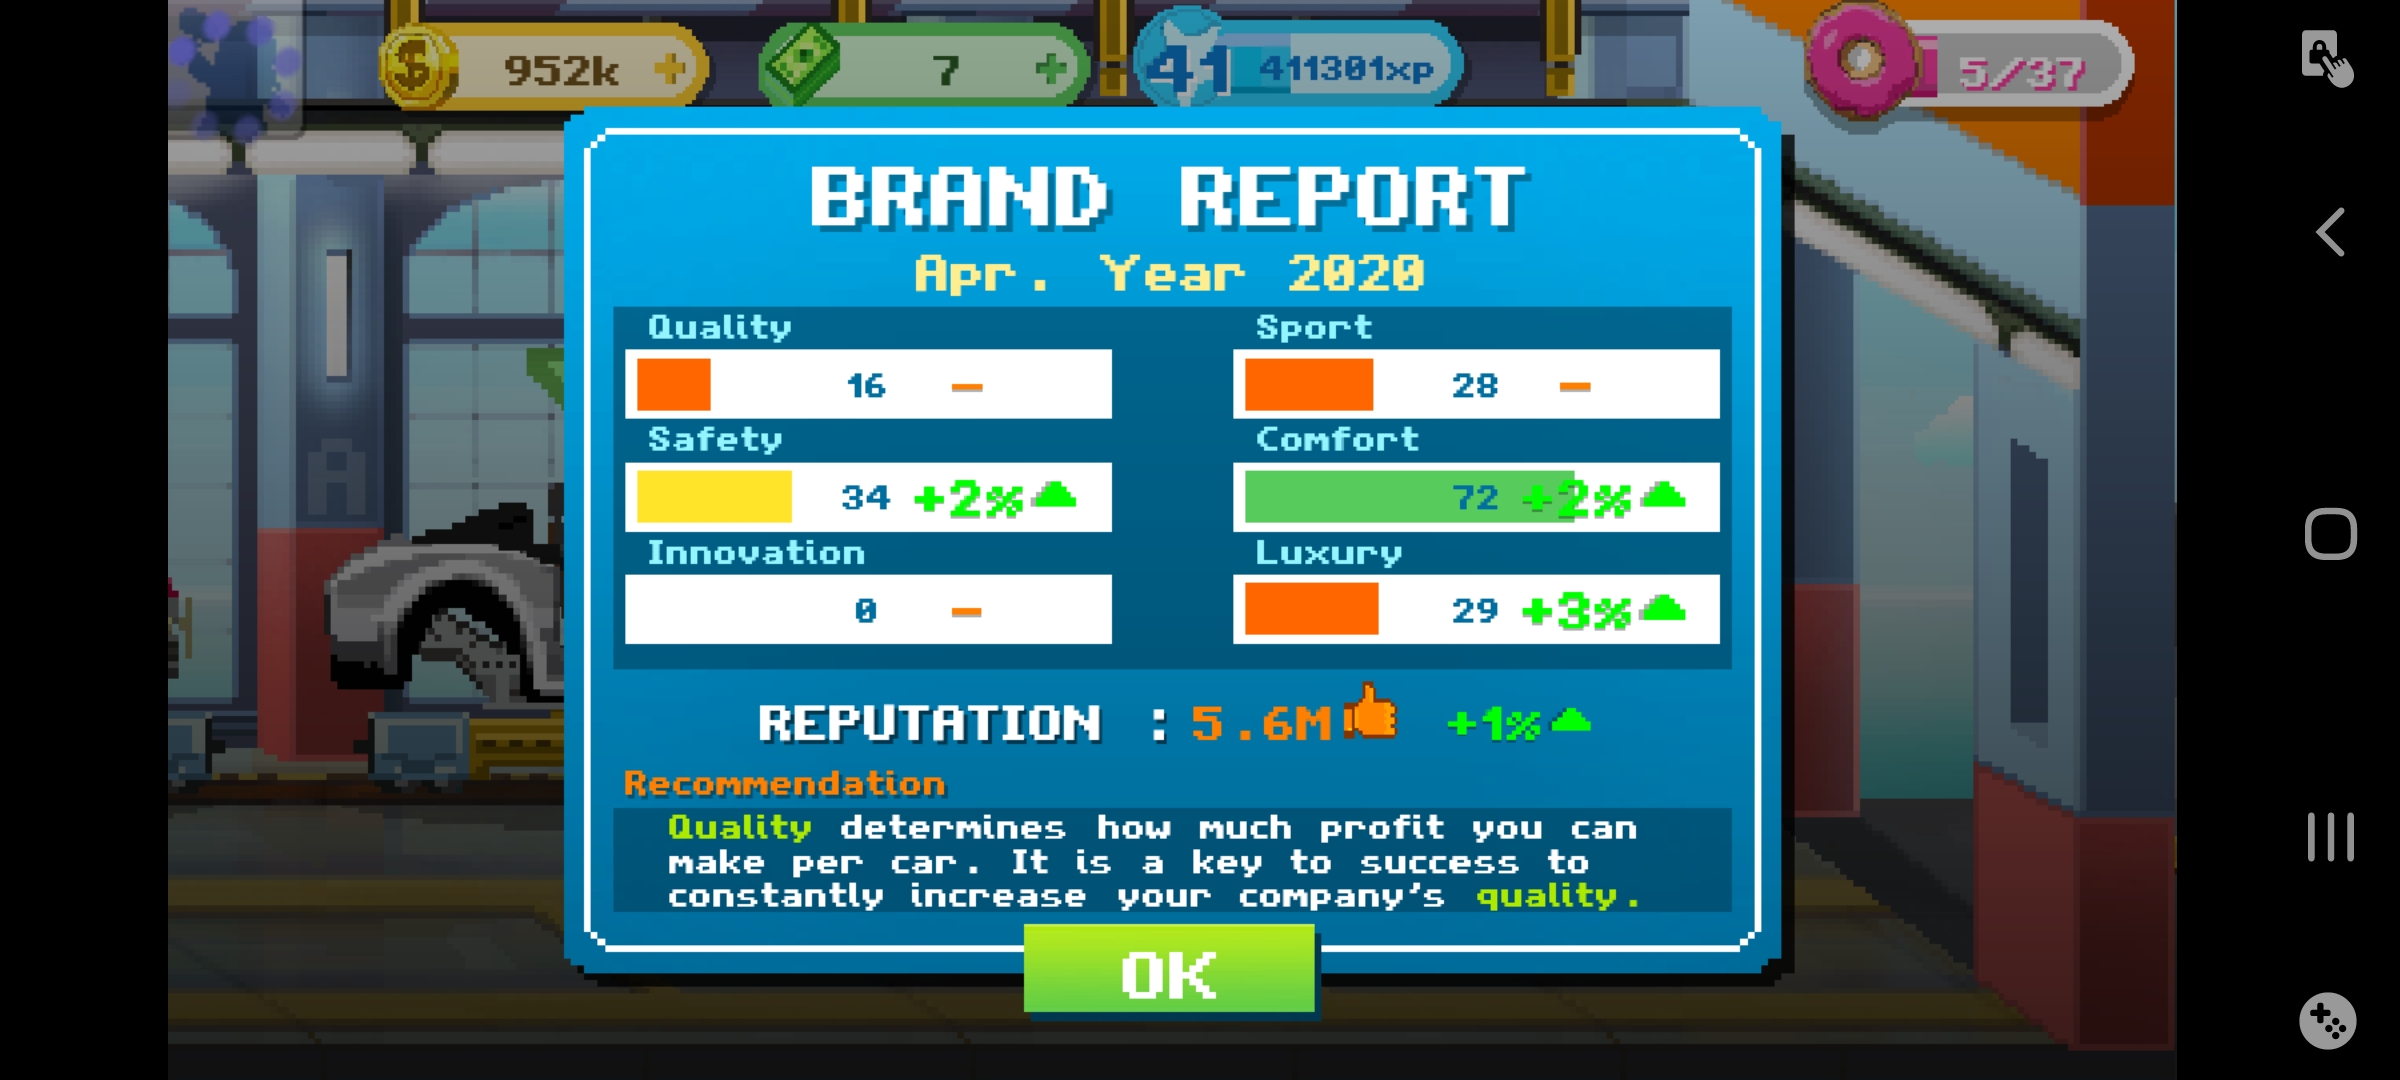 952k +
7 +
41 411301xp
5/37
BRAND REPORT
Apr. Year 2020
Quality
16 –
Sport
28 –
Safety
34 +2%
Comfort
72 +2%
Innovation
0 –
Luxury
29 +3%
REPUTATION : 5.6M +1%
Recommendation
Quality determines how much profit you can
make per car. It is a key to success to
constantly increase your company's quality.
OK
A